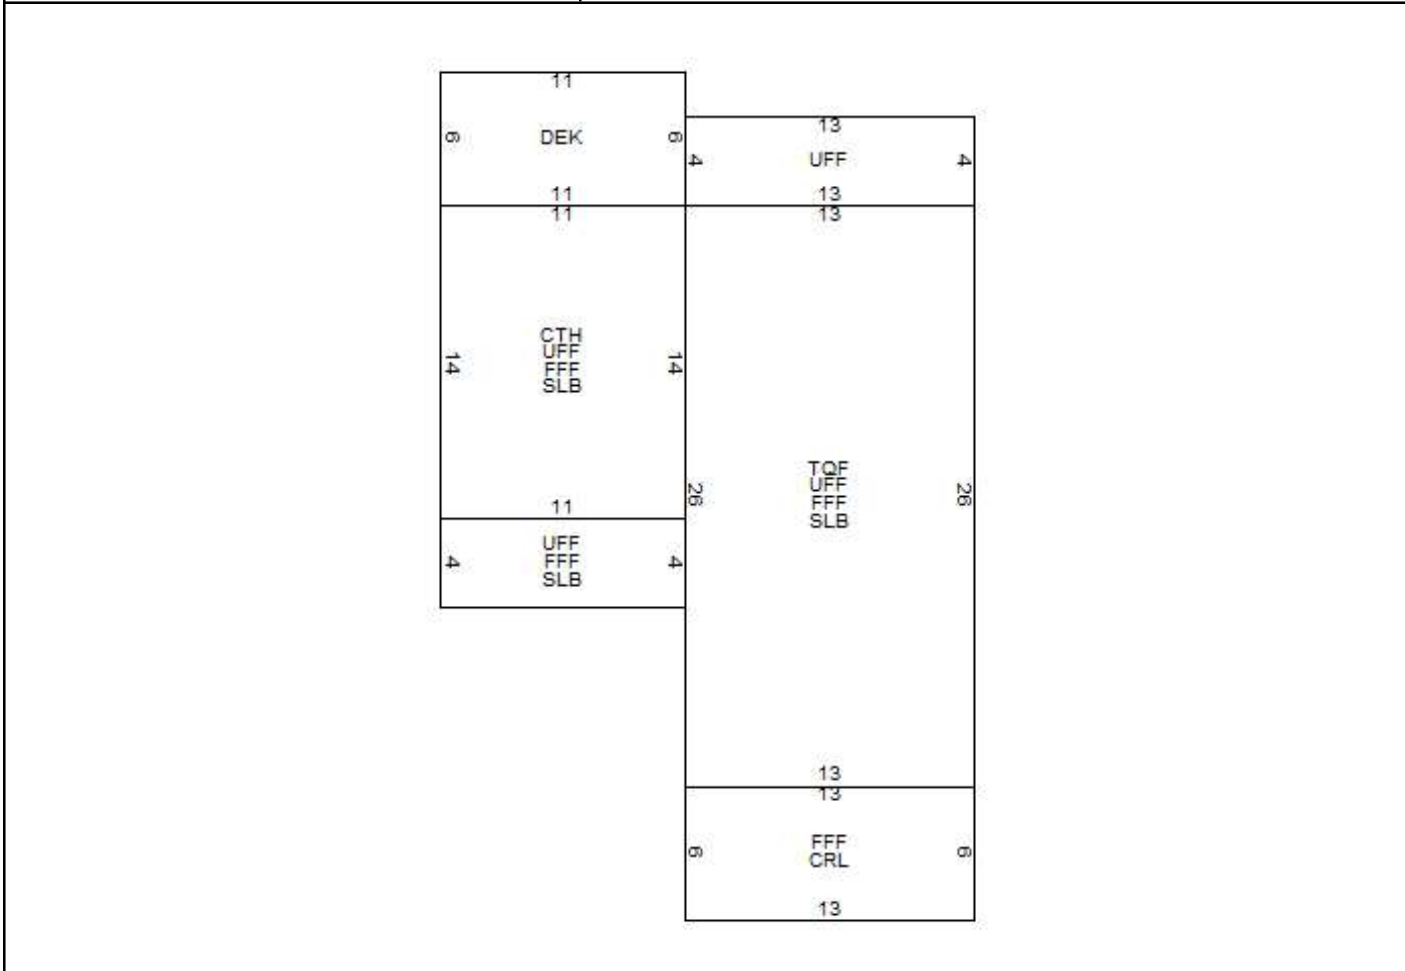 11
6 DEK 6
11
13
4 UFF 4
13
11
14 CTH 14
UFF
FFF
SLB
11
4 UFF 4
FFF
SLB
13
26 TQF 26
UFF
FFF
SLB
13
13
6 FFF 6
CRL
13